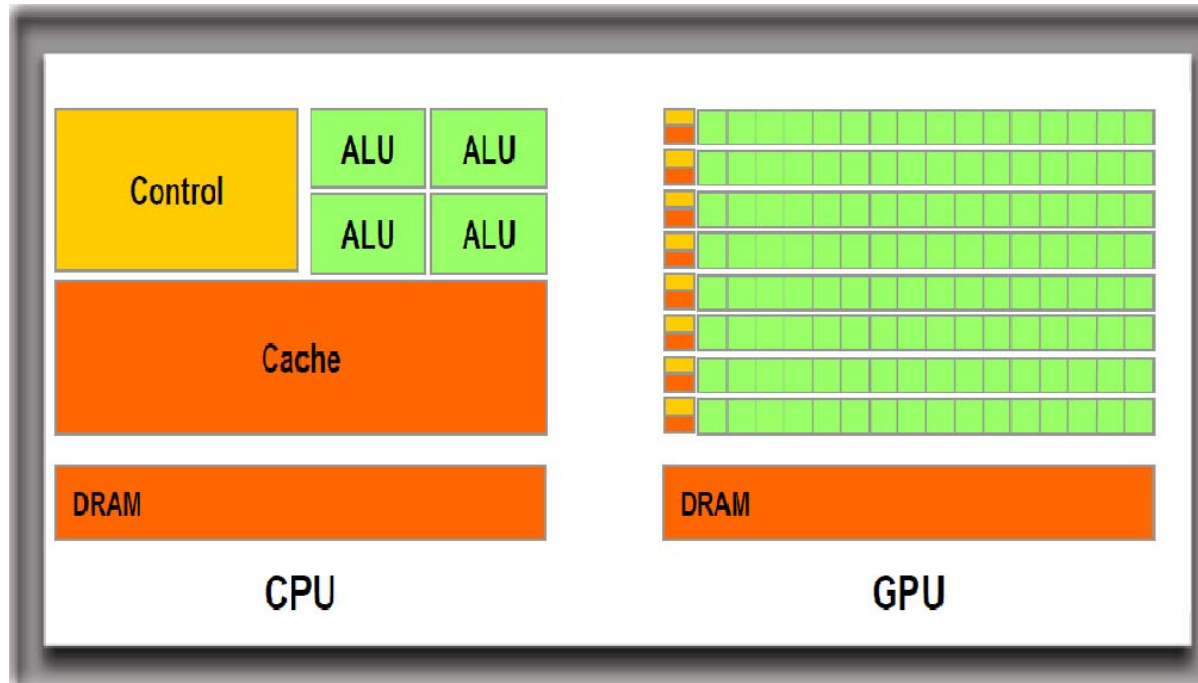 Control
ALU ALU
ALU ALU
Cache
DRAM
CPU
DRAM
GPU